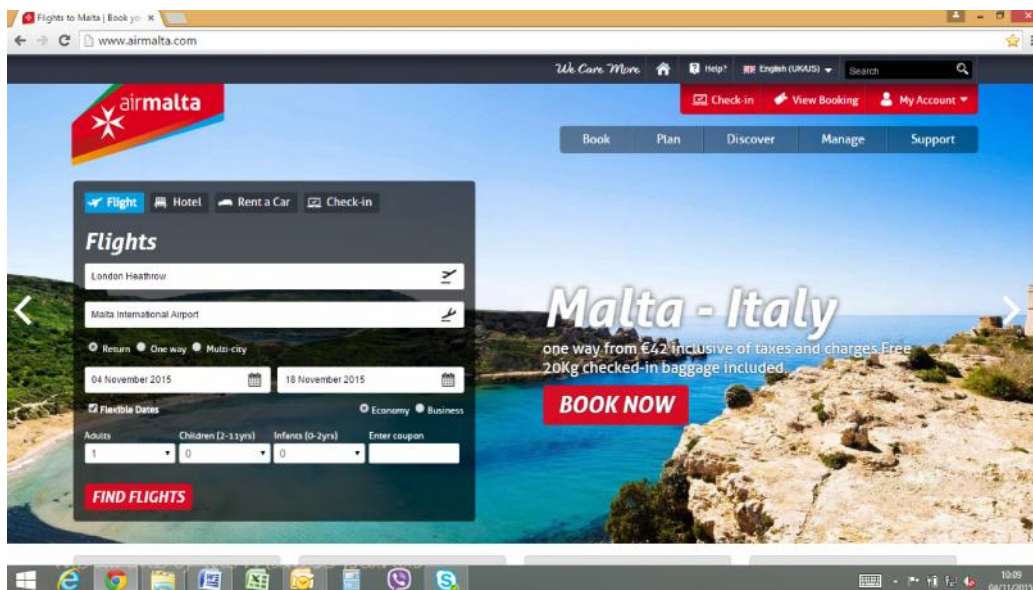 Flights to Malta | Book yo
www.airmalta.com
We Care More Help? English (UK/US) Search
airmalta
Check-in View Booking My Account
Book Plan Discover Manage Support
Flight Hotel Rent a Car Check-in
Flights
London Heathrow
Malta International Airport
Return One way Multi-city
04 November 2015 18 November 2015
Flexible Dates Economy Business
Adults Children (2-11yrs) Infants (0-2yrs) Enter coupon
1 0 0
FIND FLIGHTS
Malta - Italy
one way from €42 inclusive of taxes and charges Free
20Kg checked-in baggage included.
BOOK NOW
10:09
04/11/2015